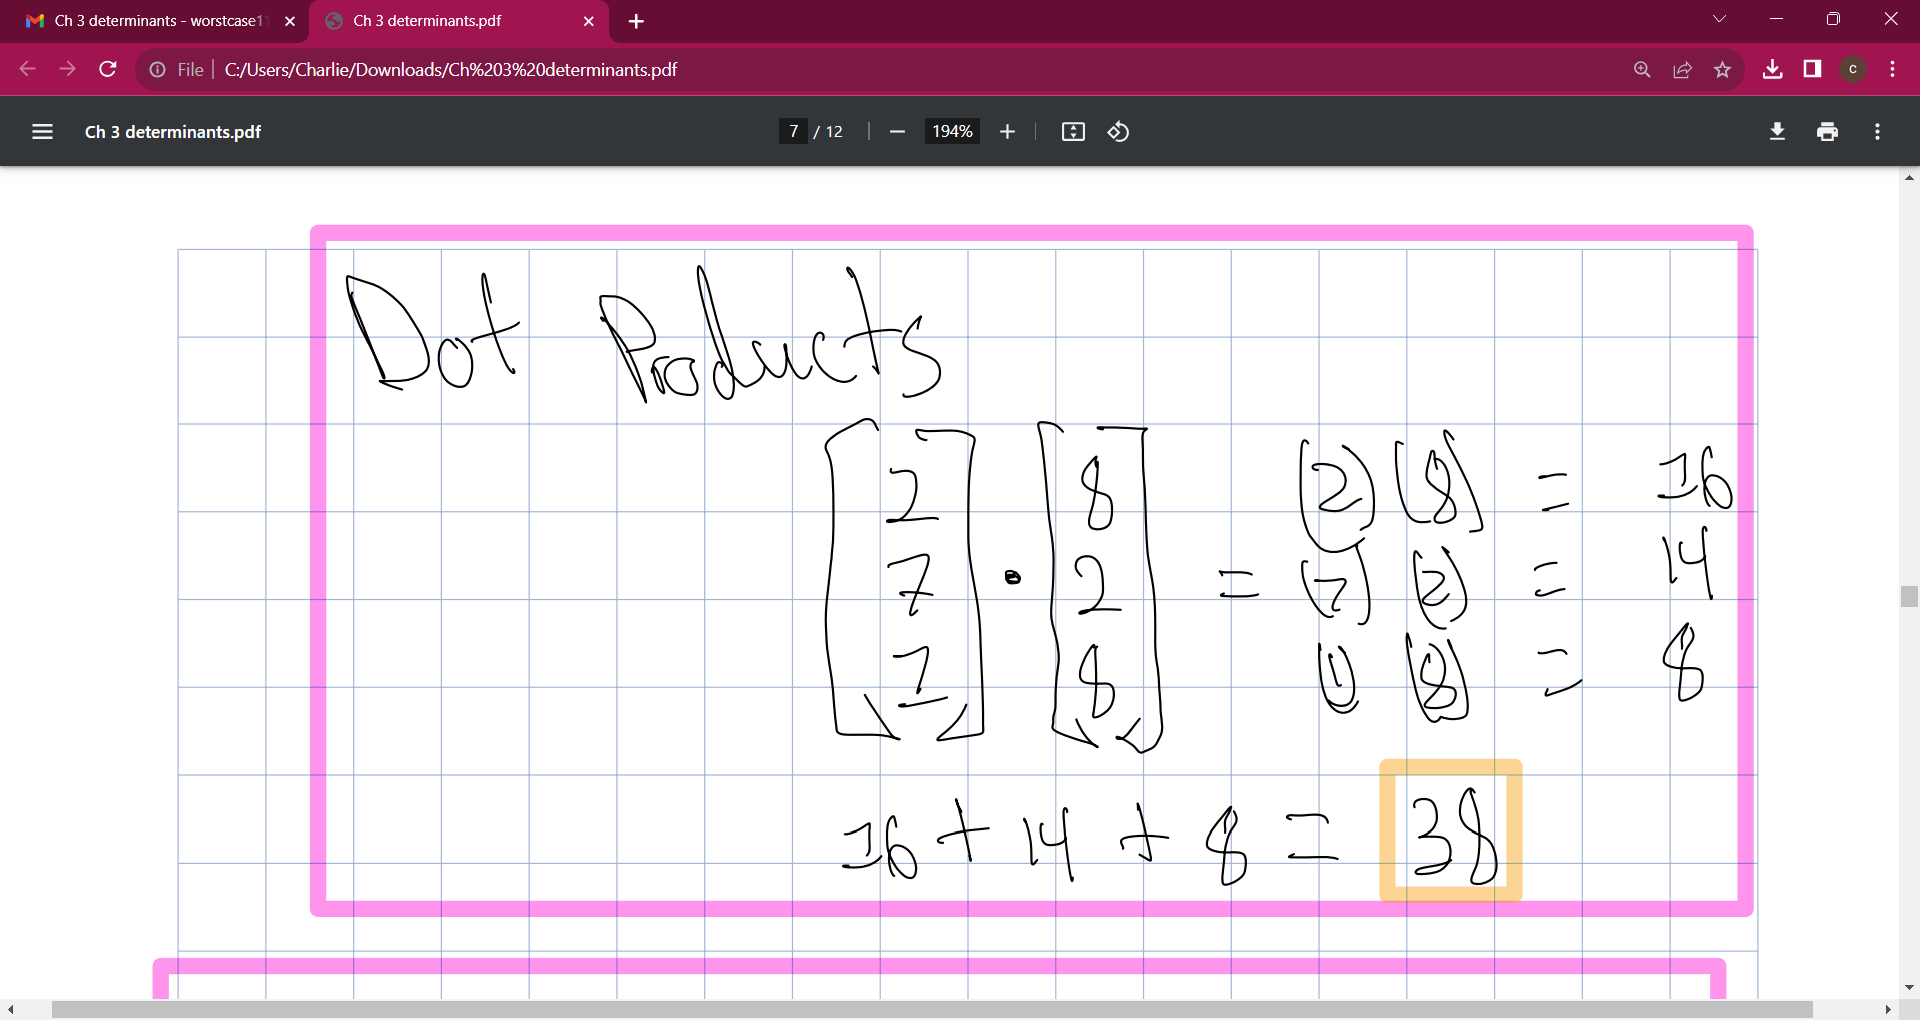 Ch 3 determinants - worstcase1
Ch 3 determinants.pdf
File C:/Users/Charlie/Downloads/Ch%203%20determinants.pdf
C
Ch 3 determinants.pdf
7 / 12
194%
Dot Products
2 8 (2) (8) = 16
7 • 2 = (7) (2) = 14
1 8 (1) (8) = 8
16 + 14 + 8 = 38